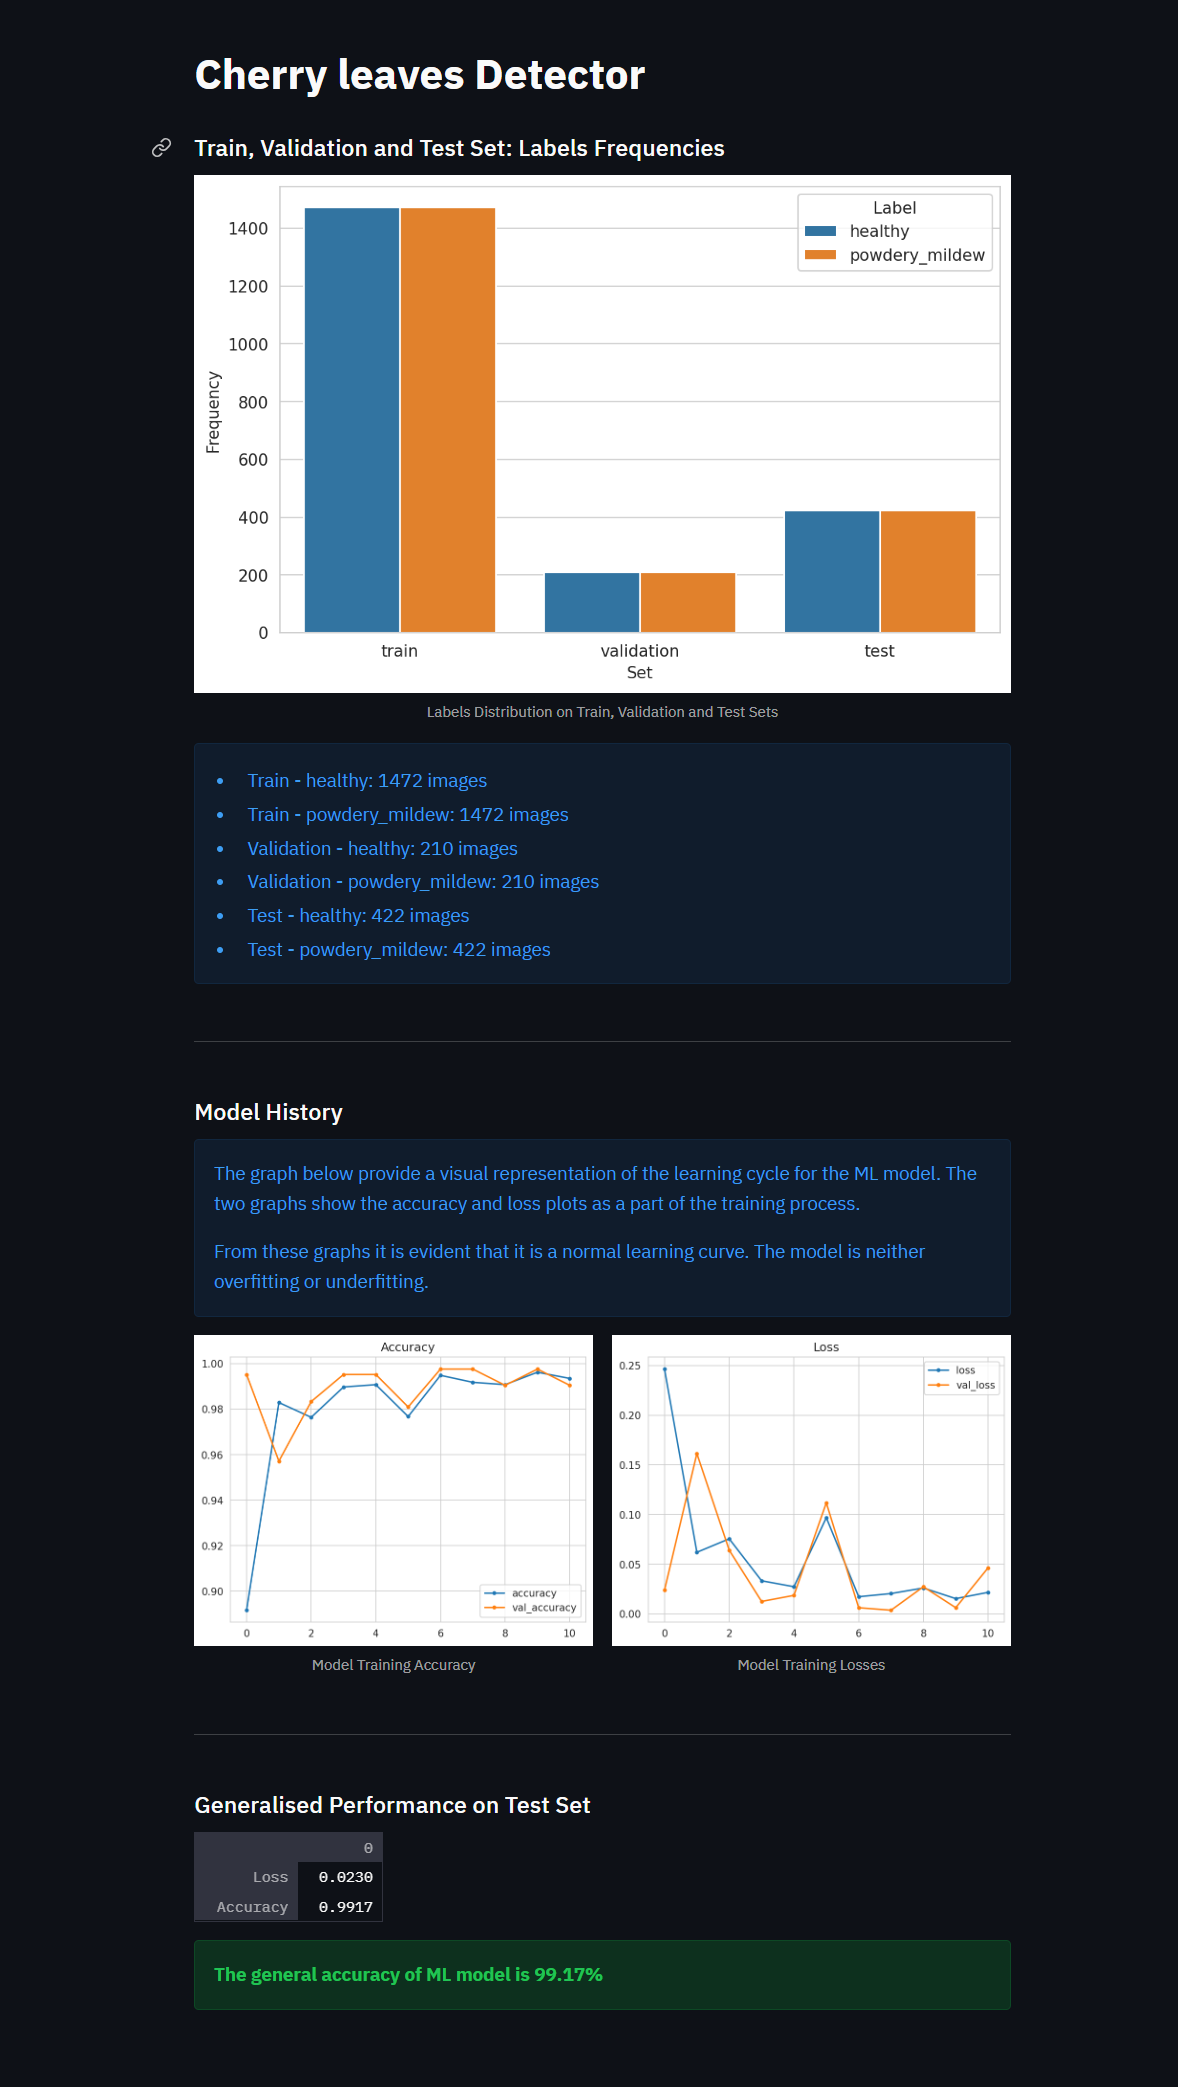 Cherry leaves Detector
Train, Validation and Test Set: Labels Frequencies
Label
healthy
powdery_mildew
1400
1200
1000
800
600
400
200
0
Frequency
train validation test
Set
Labels Distribution on Train, Validation and Test Sets
Train - healthy: 1472 images
Train - powdery_mildew: 1472 images
Validation - healthy: 210 images
Validation - powdery_mildew: 210 images
Test - healthy: 422 images
Test - powdery_mildew: 422 images
Model History
The graph below provide a visual representation of the learning cycle for the ML model. The
two graphs show the accuracy and loss plots as a part of the training process.
From these graphs it is evident that it is a normal learning curve. The model is neither
overfitting or underfitting.
Accuracy
1.00
0.98
0.96
0.94
0.92
0.90
accuracy
val_accuracy
0 2 4 6 8 10
Model Training Accuracy
Loss
loss
val_loss
0.25
0.20
0.15
0.10
0.05
0.00
0 2 4 6 8 10
Model Training Losses
Generalised Performance on Test Set
0
Loss 0.0230
Accuracy 0.9917
The general accuracy of ML model is 99.17%